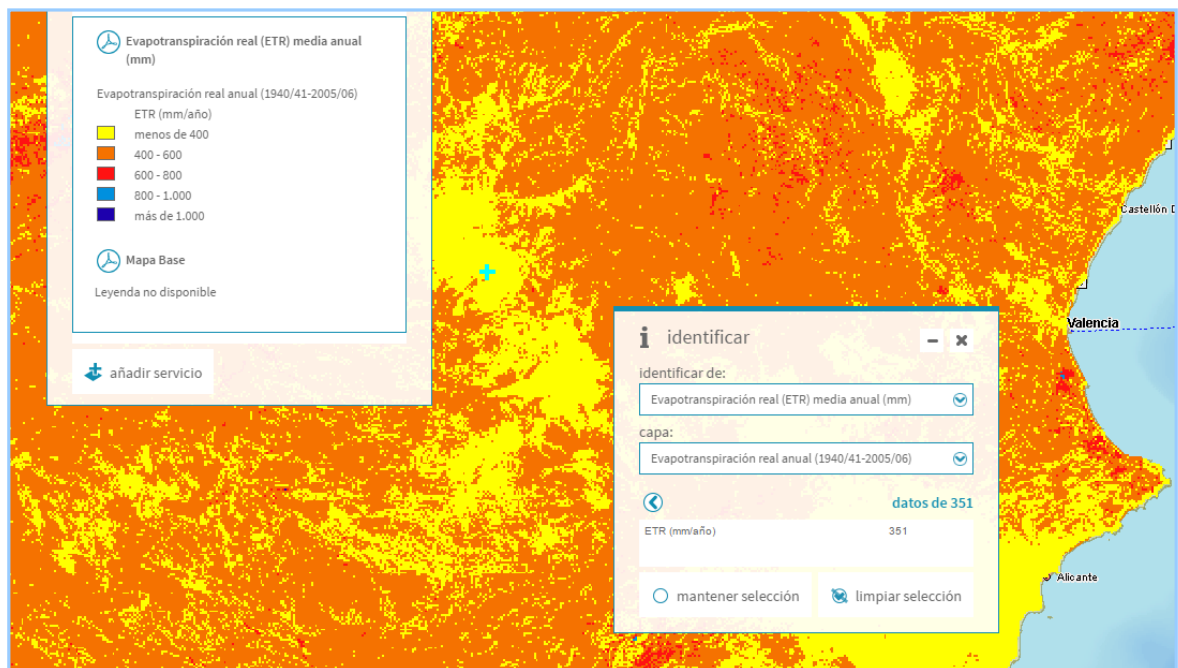 Evapotranspiración real (ETR) media anual
(mm)
Evapotranspiración real anual (1940/41-2005/06)
ETR (mm/año)
menos de 400
400 - 600
600 - 800
800 - 1.000
más de 1.000
Mapa Base
Leyenda no disponible
añadir servicio
Castellón D
Valencia
Alicante
identificar
identificar de:
Evapotranspiración real (ETR) media anual (mm)
capa:
Evapotranspiración real anual (1940/41-2005/06)
datos de 351
ETR (mm/año) 351
mantener selección limpiar selección